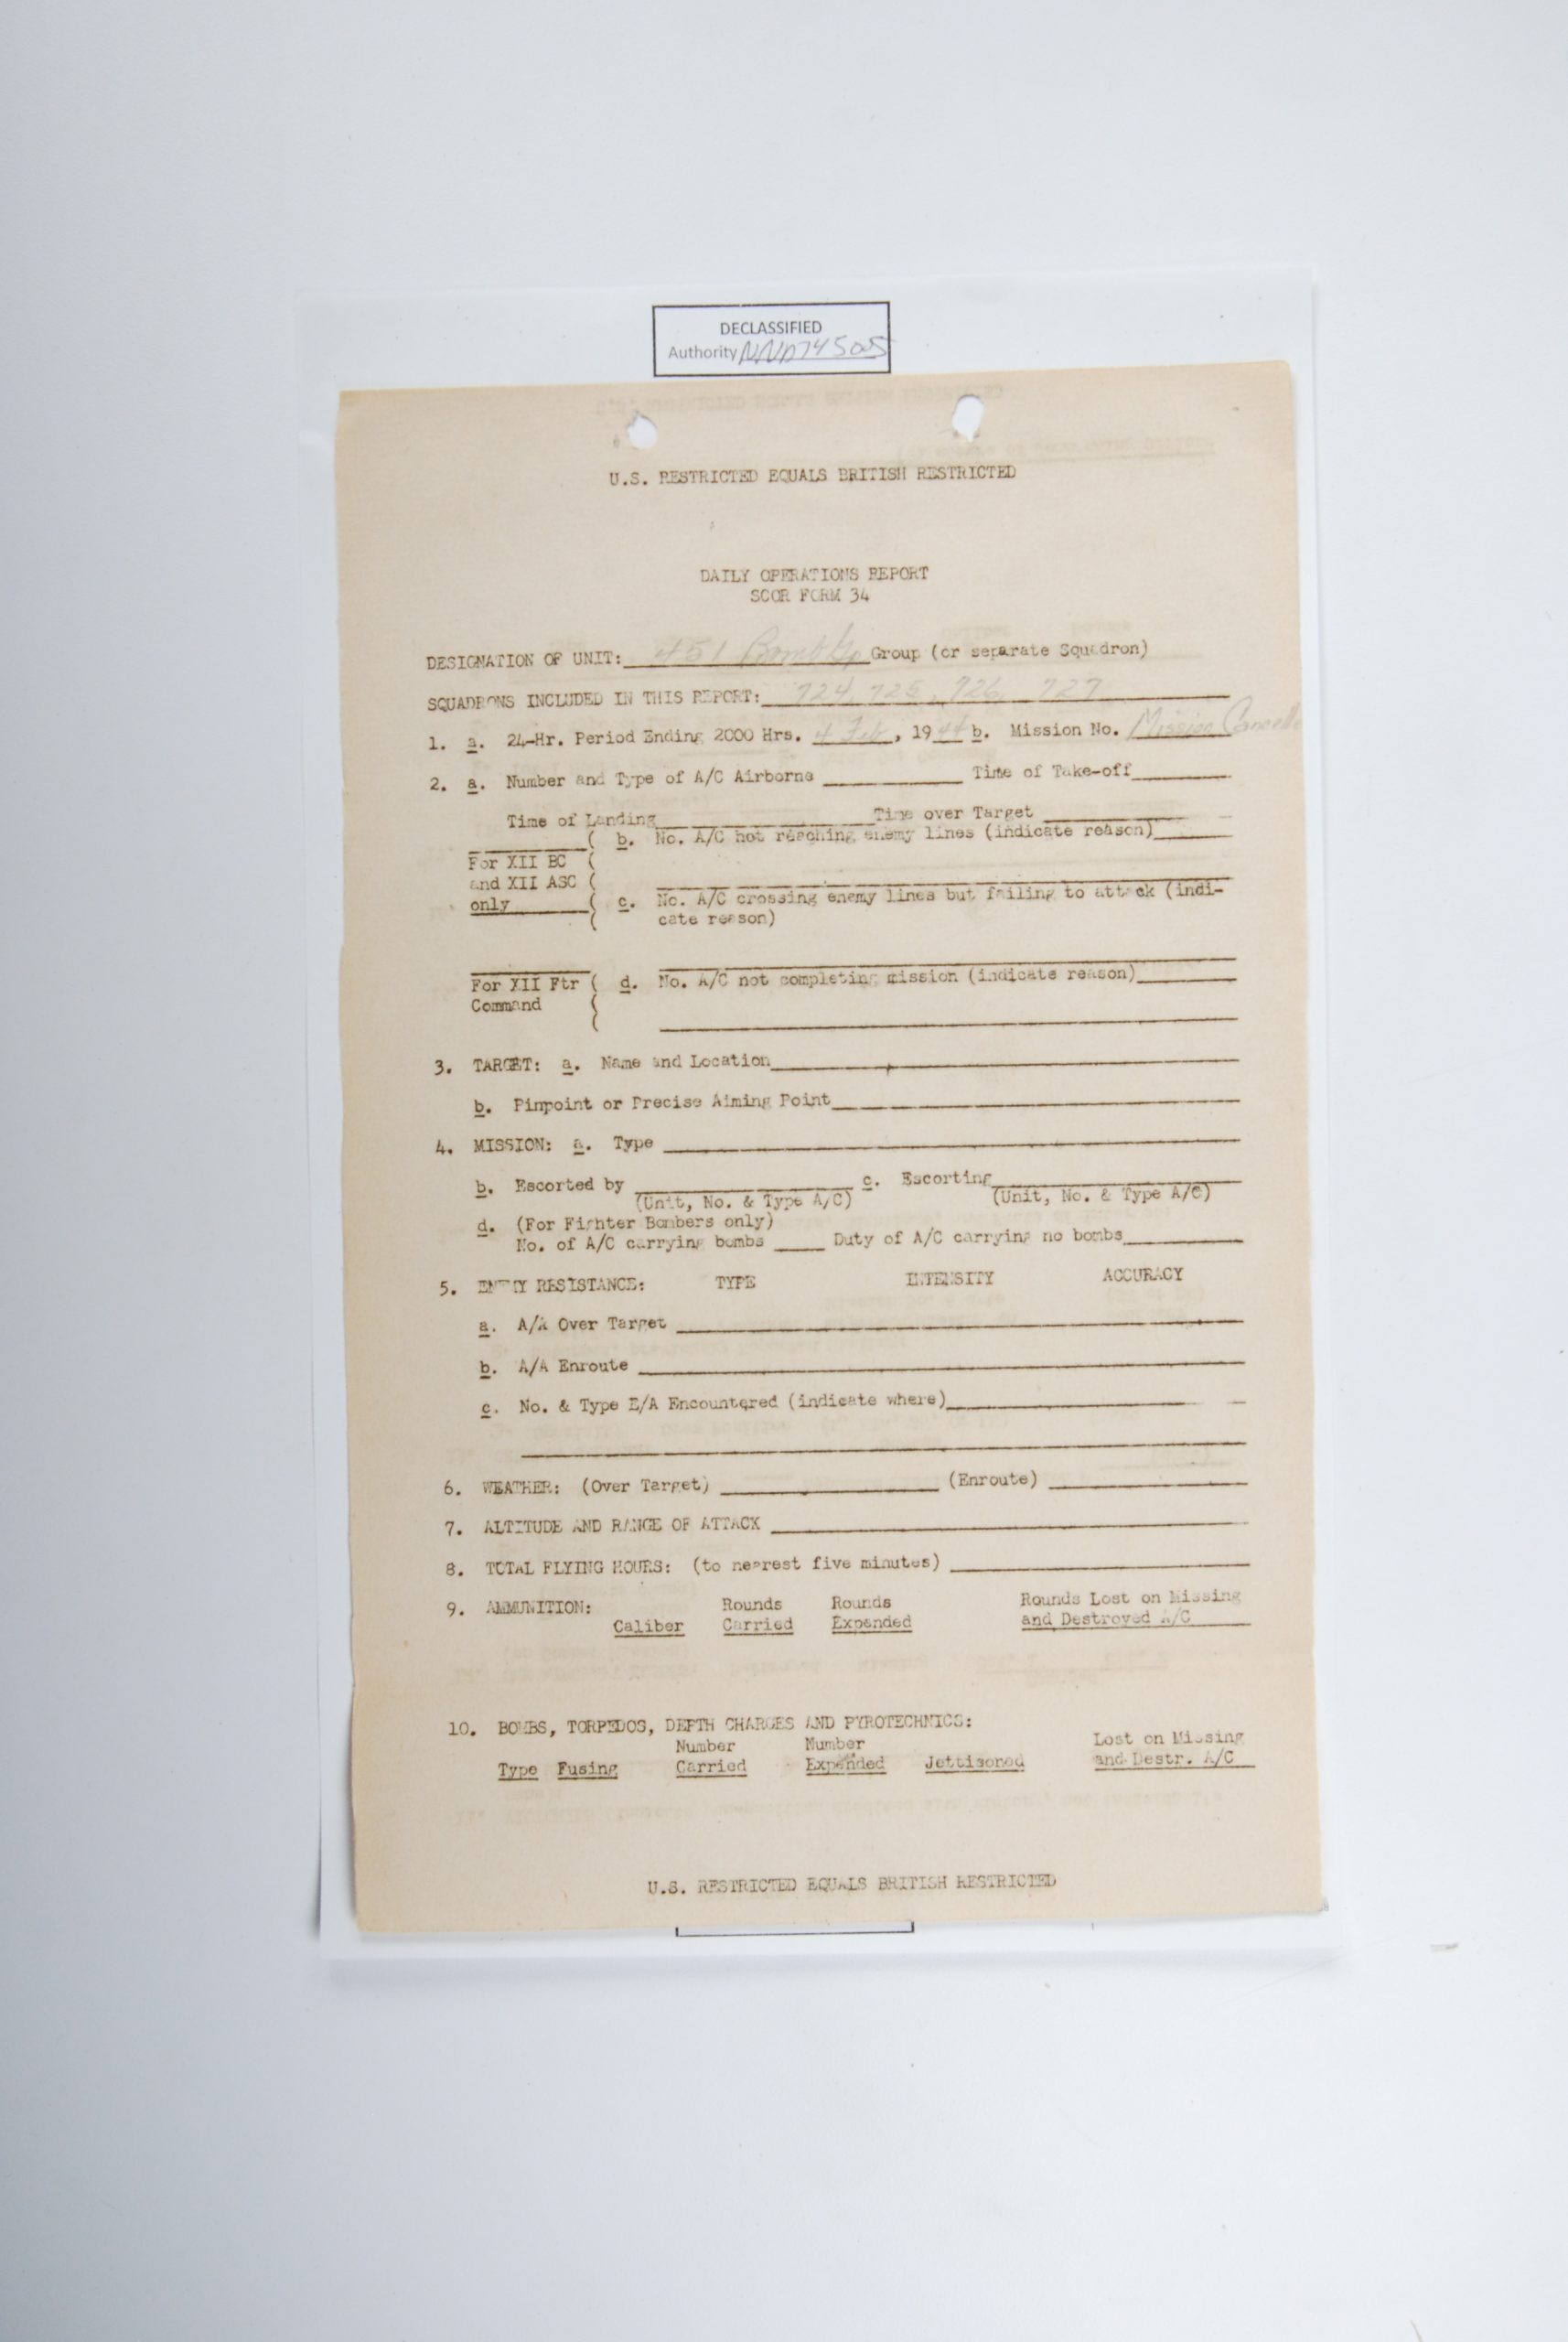 DECLASSIFIED
Authority NND745005
U.S. RESTRICTED EQUALS BRITISH RESTRICTED
DAILY OPERATIONS REPORT
SCOR FORM 34
DESIGNATION OF UNIT: 451 Bomb Gp Group (or separate Squadron)
SQUADRONS INCLUDED IN THIS REPORT: 724, 725, 726, 727
1. a. 24-Hr. Period Ending 2000 Hrs. 4 Feb, 1944 b. Mission No. Mission Cancelle
2. a. Number and Type of A/C Airborne Time of Take-off
Time of Landing Time over Target
( b. No. A/C not reaching enemy lines (indicate reason)
For XII BC (
and XII ASC (
only ( c. No. A/C crossing enemy lines but failing to attack (indi-
( cate reason)
For XII Ftr ( d. No. A/C not completing mission (indicate reason)
Command (
(
3. TARGET: a. Name and Location
b. Pinpoint or Precise Aiming Point
4. MISSION: a. Type
b. Escorted by c. Escorting
(Unit, No. & Type A/C) (Unit, No. & Type A/C)
d. (For Fighter Bombers only)
No. of A/C carrying bombs Duty of A/C carrying no bombs
5. ENEMY RESISTANCE: TYPE INTENSITY ACCURACY
a. A/A Over Target
b. A/A Enroute
c. No. & Type E/A Encountered (indicate where)
6. WEATHER: (Over Target) (Enroute)
7. ALTITUDE AND RANGE OF ATTACK
8. TOTAL FLYING HOURS: (to nearest five minutes)
9. AMMUNITION: Rounds Rounds Rounds Lost on Missing
Caliber Carried Expended and Destroyed A/C
10. BOMBS, TORPEDOS, DEPTH CHARGES AND PYROTECHNICS:
Number Number Lost on Missing
Type Fusing Carried Expended Jettisoned and Destr. A/C
U.S. RESTRICTED EQUALS BRITISH RESTRICTED